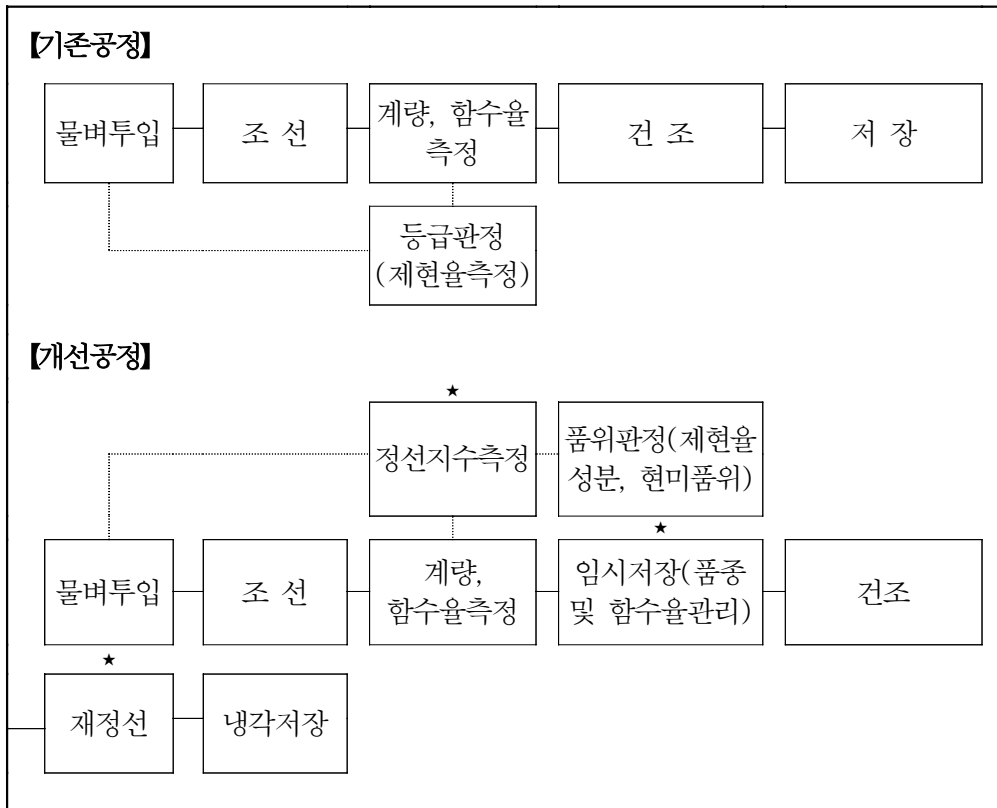 【기존공정】
물벼투입
조 선
계량, 함수율
측정
건 조
저 장
등급판정
(제현율측정)
【개선공정】
★
정선지수측정
품위판정(제현율
성분, 현미품위)
★
물벼투입
조 선
계량,
함수율측정
임시저장(품종
및 함수율관리)
건조
★
재정선
냉각저장